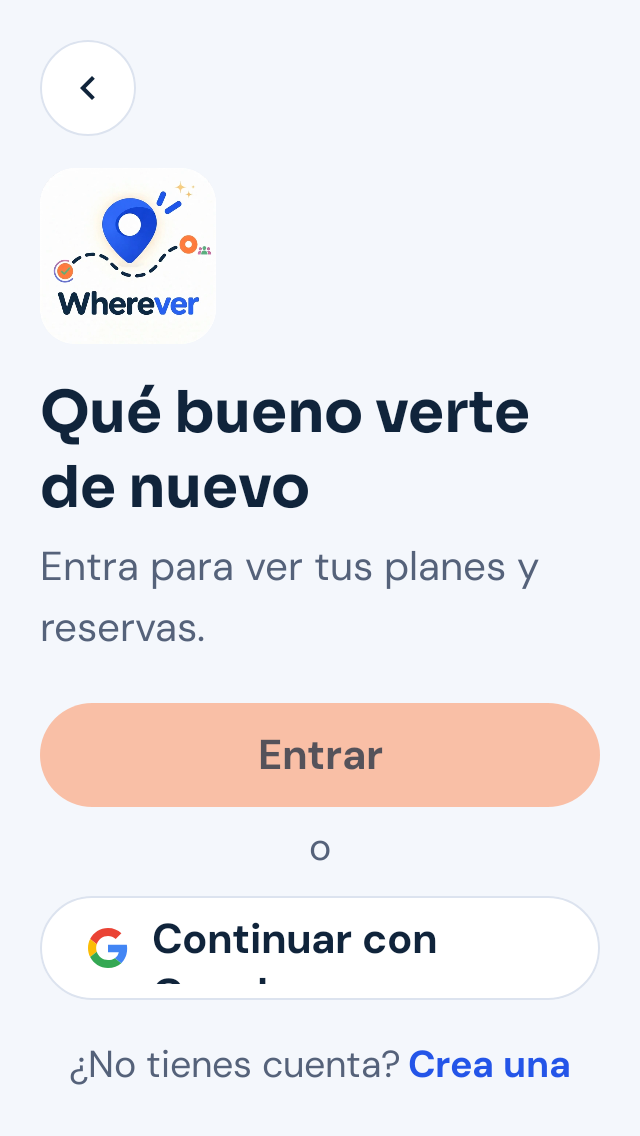 Wherever
Qué bueno verte
de nuevo
Entra para ver tus planes y
reservas.
Entrar
o
Continuar con
¿No tienes cuenta? Crea una